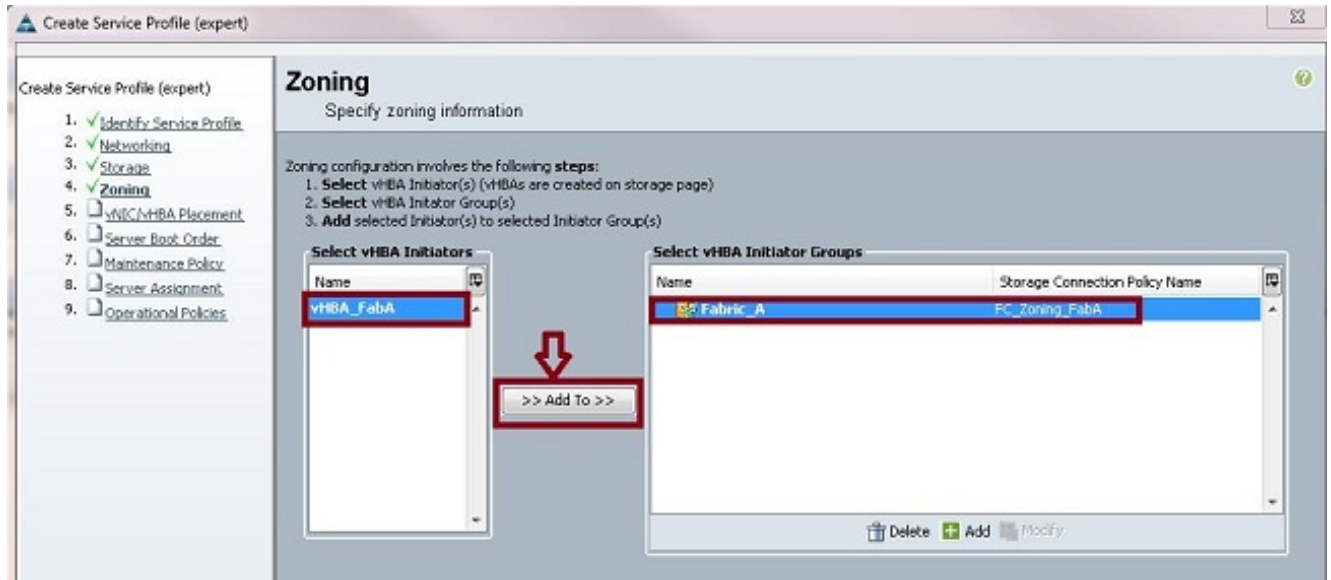 Create Service Profile (expert)
Create Service Profile (expert)
1. Identify Service Profile
2. Networking
3. Storage
4. Zoning
5. vNIC/vHBA Placement
6. Server Boot Order
7. Maintenance Policy
8. Server Assignment
9. Operational Policies
Zoning
Specify zoning information
Zoning configuration involves the following steps:
1. Select vHBA Initiator(s) (vHBAs are created on storage page)
2. Select vHBA Initator Group(s)
3. Add selected Initiator(s) to selected Initiator Group(s)
Select vHBA Initiators
Name
vHBA_FabA
>> Add To >>
Select vHBA Initiator Groups
Name Storage Connection Policy Name
Fabric_A FC_Zoning_FabA
Delete Add Modify